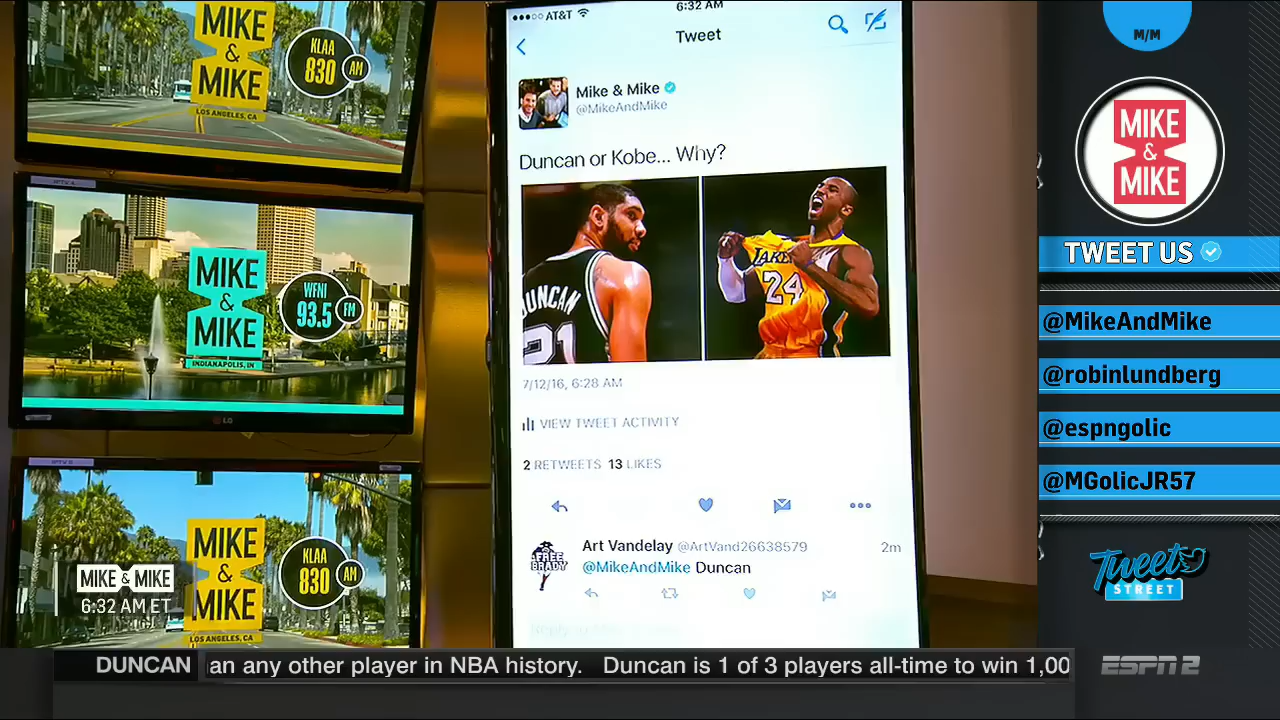 MIKE
&
MIKE
LOS ANGELES, CA
KLAA
830
AM
IPTV A
MIKE
&
MIKE
INDIANAPOLIS, IN
WFNI
93.5
FM
LG
MIKE
&
MIKE
LOS ANGELES, CA
KLAA
830
AM
MIKE & MIKE
6:32 AM ET
AT&T
6:32 AM
Tweet
Mike & Mike
@MikeAndMike
Duncan or Kobe... Why?
DUNCAN
21
LAKERS
24
7/12/16, 6:28 AM
VIEW TWEET ACTIVITY
2 RETWEETS 13 LIKES
FREE
BRADY
Art Vandelay @ArtVand26638579 2m
@MikeAndMike Duncan
M/M
MIKE
&
MIKE
TWEET US
@MikeAndMike
@robinlundberg
@espngolic
@MGolicJR57
Tweet
STREET
DUNCAN an any other player in NBA history. Duncan is 1 of 3 players all-time to win 1,00
ESPN2